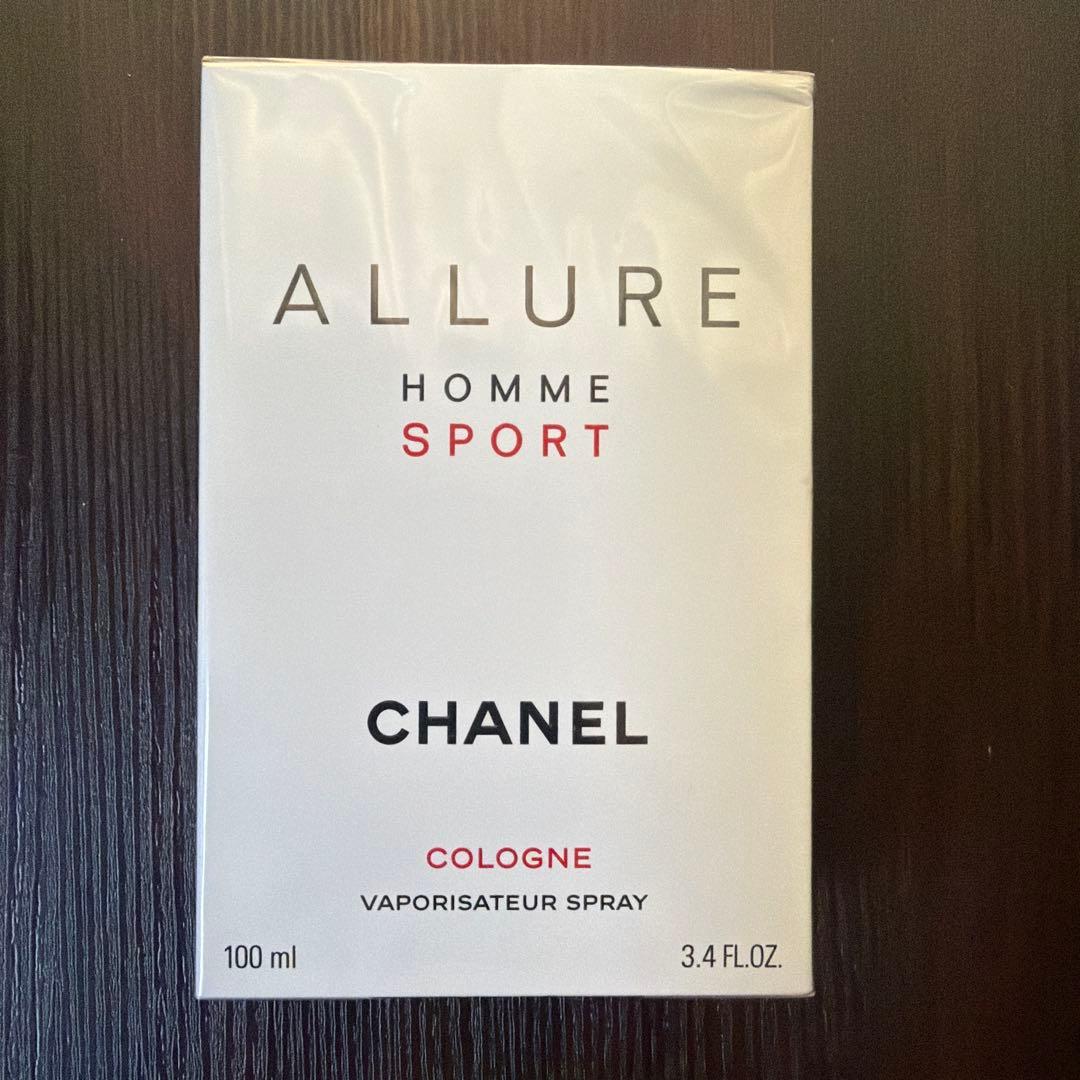 ALLURE
HOMME
SPORT
CHANEL
COLOGNE
VAPORISATEUR SPRAY
100 ml 3.4 FL.OZ.